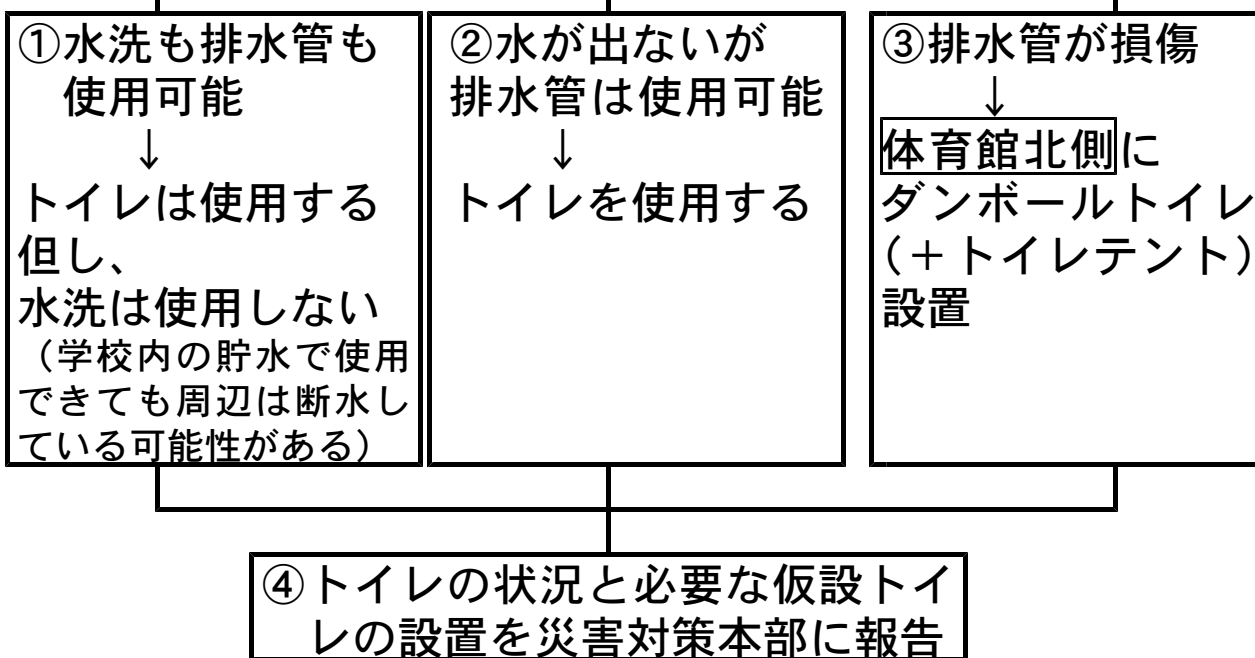 ①水洗も排水管も
使用可能
↓
トイレは使用する
但し、
水洗は使用しない
（学校内の貯水で使用
できても周辺は断水し
ている可能性がある）
②水が出ないが
排水管は使用可能
↓
トイレを使用する
③排水管が損傷
↓
体育館北側に
ダンボールトイレ
（＋トイレテント）
設置
④トイレの状況と必要な仮設トイ
レの設置を災害対策本部に報告